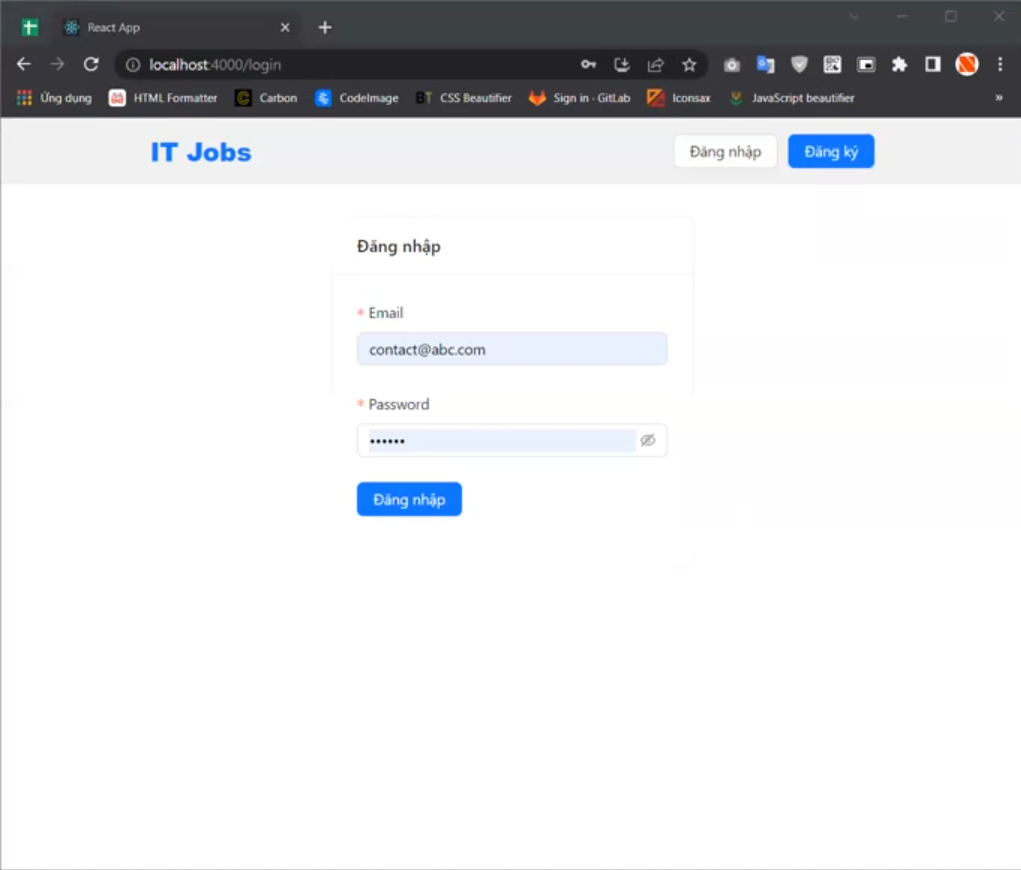 React App
localhost:4000/login
Ứng dụng HTML Formatter Carbon CodeImage BT CSS Beautifier Sign in · GitLab Iconsax JavaScript beautifier »
IT Jobs Đăng nhập Đăng ký
Đăng nhập
* Email
contact@abc.com
* Password
••••••
Đăng nhập